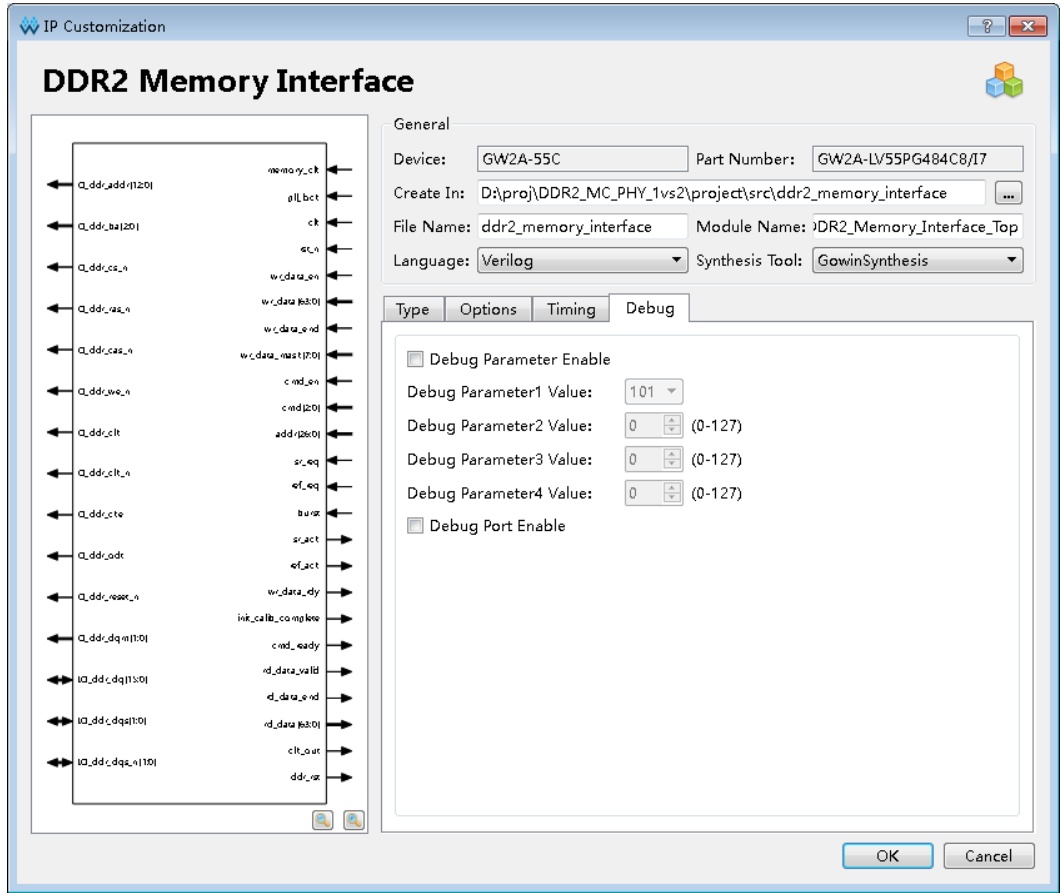 IP Customization
DDR2 Memory Interface
O_ddr_addr(12:0)
O_ddr_ba(2:0)
O_ddr_cs_n
O_ddr_ras_n
O_ddr_cas_n
O_ddr_we_n
O_ddr_clk
O_ddr_clk_n
O_ddr_cke
O_ddr_odt
O_ddr_reset_n
O_ddr_dqm(1:0)
IO_ddr_dq(15:0)
IO_ddr_dqs(1:0)
IO_ddr_dqs_n(1:0)
memory_clk
pll_lock
clk
rst_n
wr_data_en
wr_data(63:0)
wr_data_end
wr_data_mask(7:0)
cmd_en
cmd(2:0)
addr(26:0)
sr_req
ref_req
burst
sr_ack
ref_ack
wr_data_rdy
init_calib_complete
cmd_ready
rd_data_valid
rd_data_end
rd_data(63:0)
clk_out
ddr_rst
General
Device: GW2A-55C Part Number: GW2A-LV55PG484C8/I7
Create In: D:\proj\DDR2_MC_PHY_1vs2\project\src\ddr2_memory_interface ...
File Name: ddr2_memory_interface Module Name: DDR2_Memory_Interface_Top
Language: Verilog Synthesis Tool: GowinSynthesis
Type Options Timing Debug
Debug Parameter Enable
Debug Parameter1 Value: 101
Debug Parameter2 Value: 0 (0-127)
Debug Parameter3 Value: 0 (0-127)
Debug Parameter4 Value: 0 (0-127)
Debug Port Enable
OK Cancel